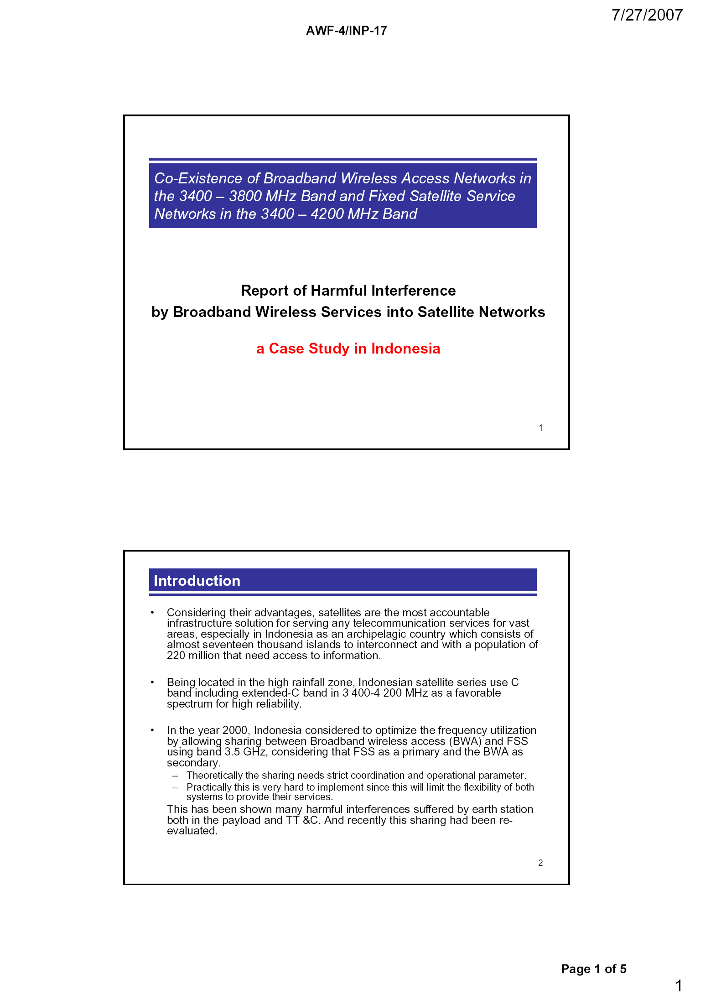 7/27/2007
AWF-4/INP-17
Co-Existence of Broadband Wireless Access Networks in
the 3400 – 3800 MHz Band and Fixed Satellite Service
Networks in the 3400 – 4200 MHz Band
Report of Harmful Interference
by Broadband Wireless Services into Satellite Networks
a Case Study in Indonesia
1
Introduction
• Considering their advantages, satellites are the most accountable
infrastructure solution for serving any telecommunication services for vast
areas, especially in Indonesia as an archipelagic country which consists of
almost seventeen thousand islands to interconnect and with a population of
220 million that need access to information.
• Being located in the high rainfall zone, Indonesian satellite series use C
band including extended-C band in 3 400-4 200 MHz as a favorable
spectrum for high reliability.
• In the year 2000, Indonesia considered to optimize the frequency utilization
by allowing sharing between Broadband wireless access (BWA) and FSS
using band 3.5 GHz, considering that FSS as a primary and the BWA as
secondary.
– Theoretically the sharing needs strict coordination and operational parameter.
– Practically this is very hard to implement since this will limit the flexibility of both
systems to provide their services.
This has been shown many harmful interferences suffered by earth station
both in the payload and TT &C. And recently this sharing had been re-
evaluated.
2
Page 1 of 5
1